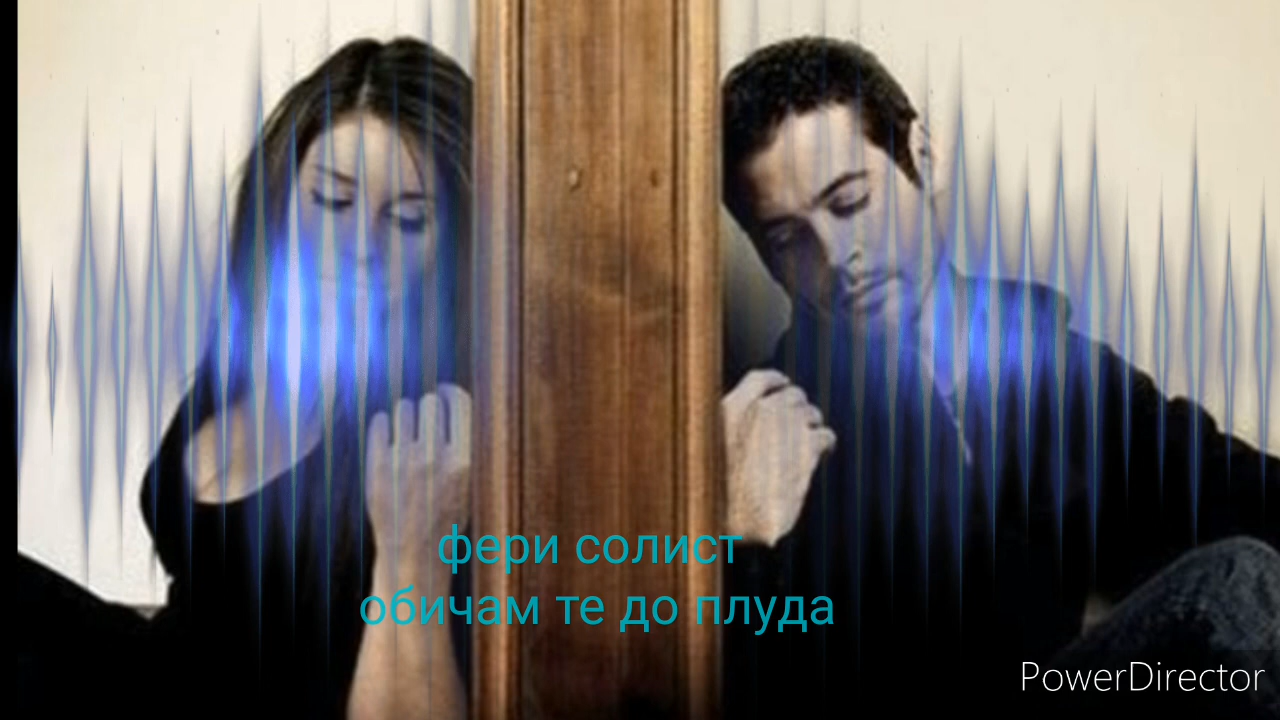 фери солист
обичам те до плуда
PowerDirector